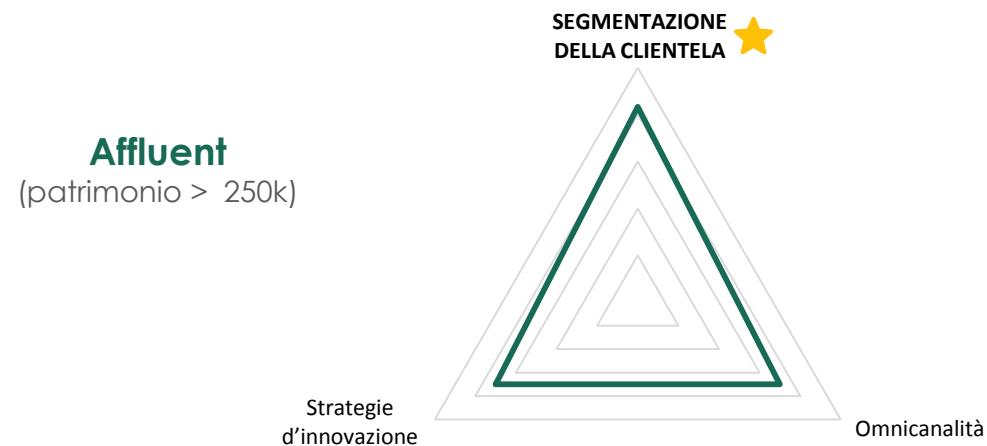 SEGMENTAZIONE
DELLA CLIENTELA
Affluent
(patrimonio > 250k)
Strategie
d’innovazione
Omnicanalità